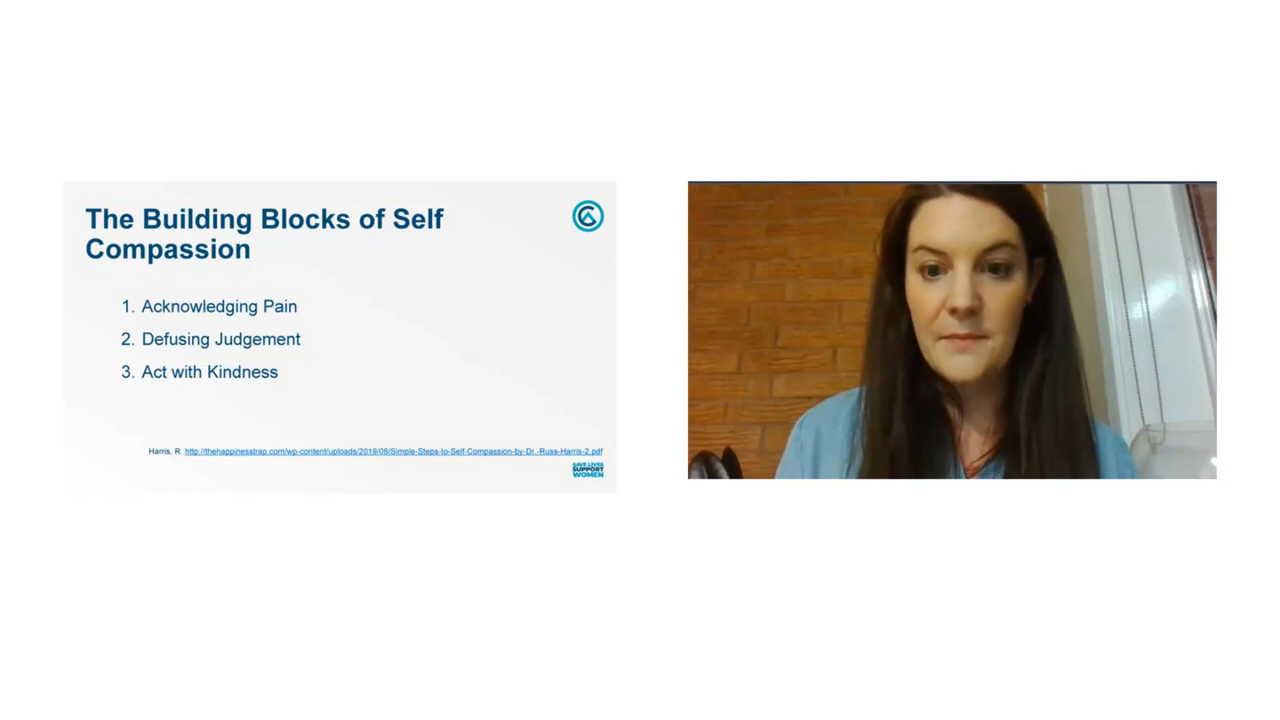 The Building Blocks of Self
Compassion
1. Acknowledging Pain
2. Defusing Judgement
3. Act with Kindness
Harris, R. http://thehappinesstrap.com/wp-content/uploads/2019/08/Simple-Steps-to-Self-Compassion-by-Dr.-Russ-Harris-2.pdf
SAVE LIVES
SUPPORT
WOMEN